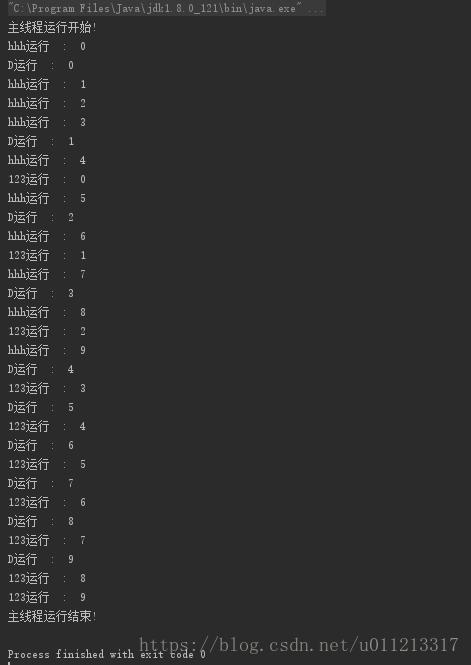 "C:\Program Files\Java\jdk1.8.0_121\bin\java.exe" ...
主线程运行开始!
hhh运行  :  0
D运行  :  0
hhh运行  :  1
hhh运行  :  2
hhh运行  :  3
D运行  :  1
hhh运行  :  4
123运行  :  0
hhh运行  :  5
D运行  :  2
hhh运行  :  6
123运行  :  1
hhh运行  :  7
D运行  :  3
hhh运行  :  8
123运行  :  2
hhh运行  :  9
D运行  :  4
123运行  :  3
D运行  :  5
123运行  :  4
D运行  :  6
123运行  :  5
D运行  :  7
123运行  :  6
D运行  :  8
123运行  :  7
D运行  :  9
123运行  :  8
123运行  :  9
主线程运行结束!
https://blog.csdn.net/u011213317
Process finished with exit code 0